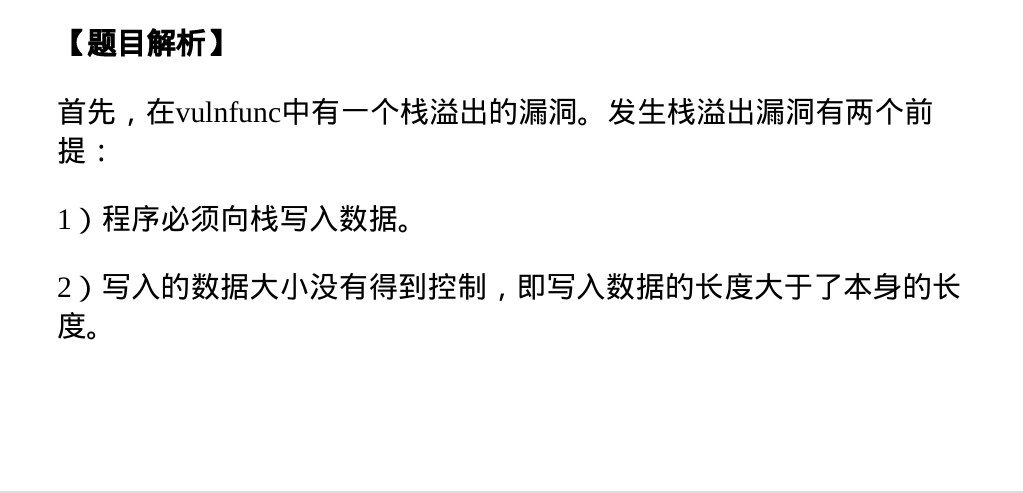 【题目解析】
首先，在vulnfunc中有一个栈溢出的漏洞。发生栈溢出漏洞有两个前
提：
1）程序必须向栈写入数据。
2）写入的数据大小没有得到控制，即写入数据的长度大于了本身的长
度。